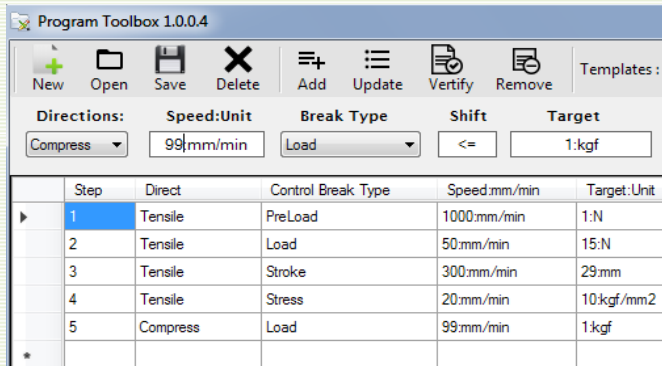 Program Toolbox 1.0.0.4
New Open Save Delete Add Update Vertify Remove Templates :
Directions: Speed:Unit Break Type Shift Target
Compress 99:mm/min Load <= 1:kgf
Step Direct Control Break Type Speed:mm/min Target:Unit
1 Tensile PreLoad 1000:mm/min 1:N
2 Tensile Load 50:mm/min 15:N
3 Tensile Stroke 300:mm/min 29:mm
4 Tensile Stress 20:mm/min 10:kgf/mm2
5 Compress Load 99:mm/min 1:kgf
*